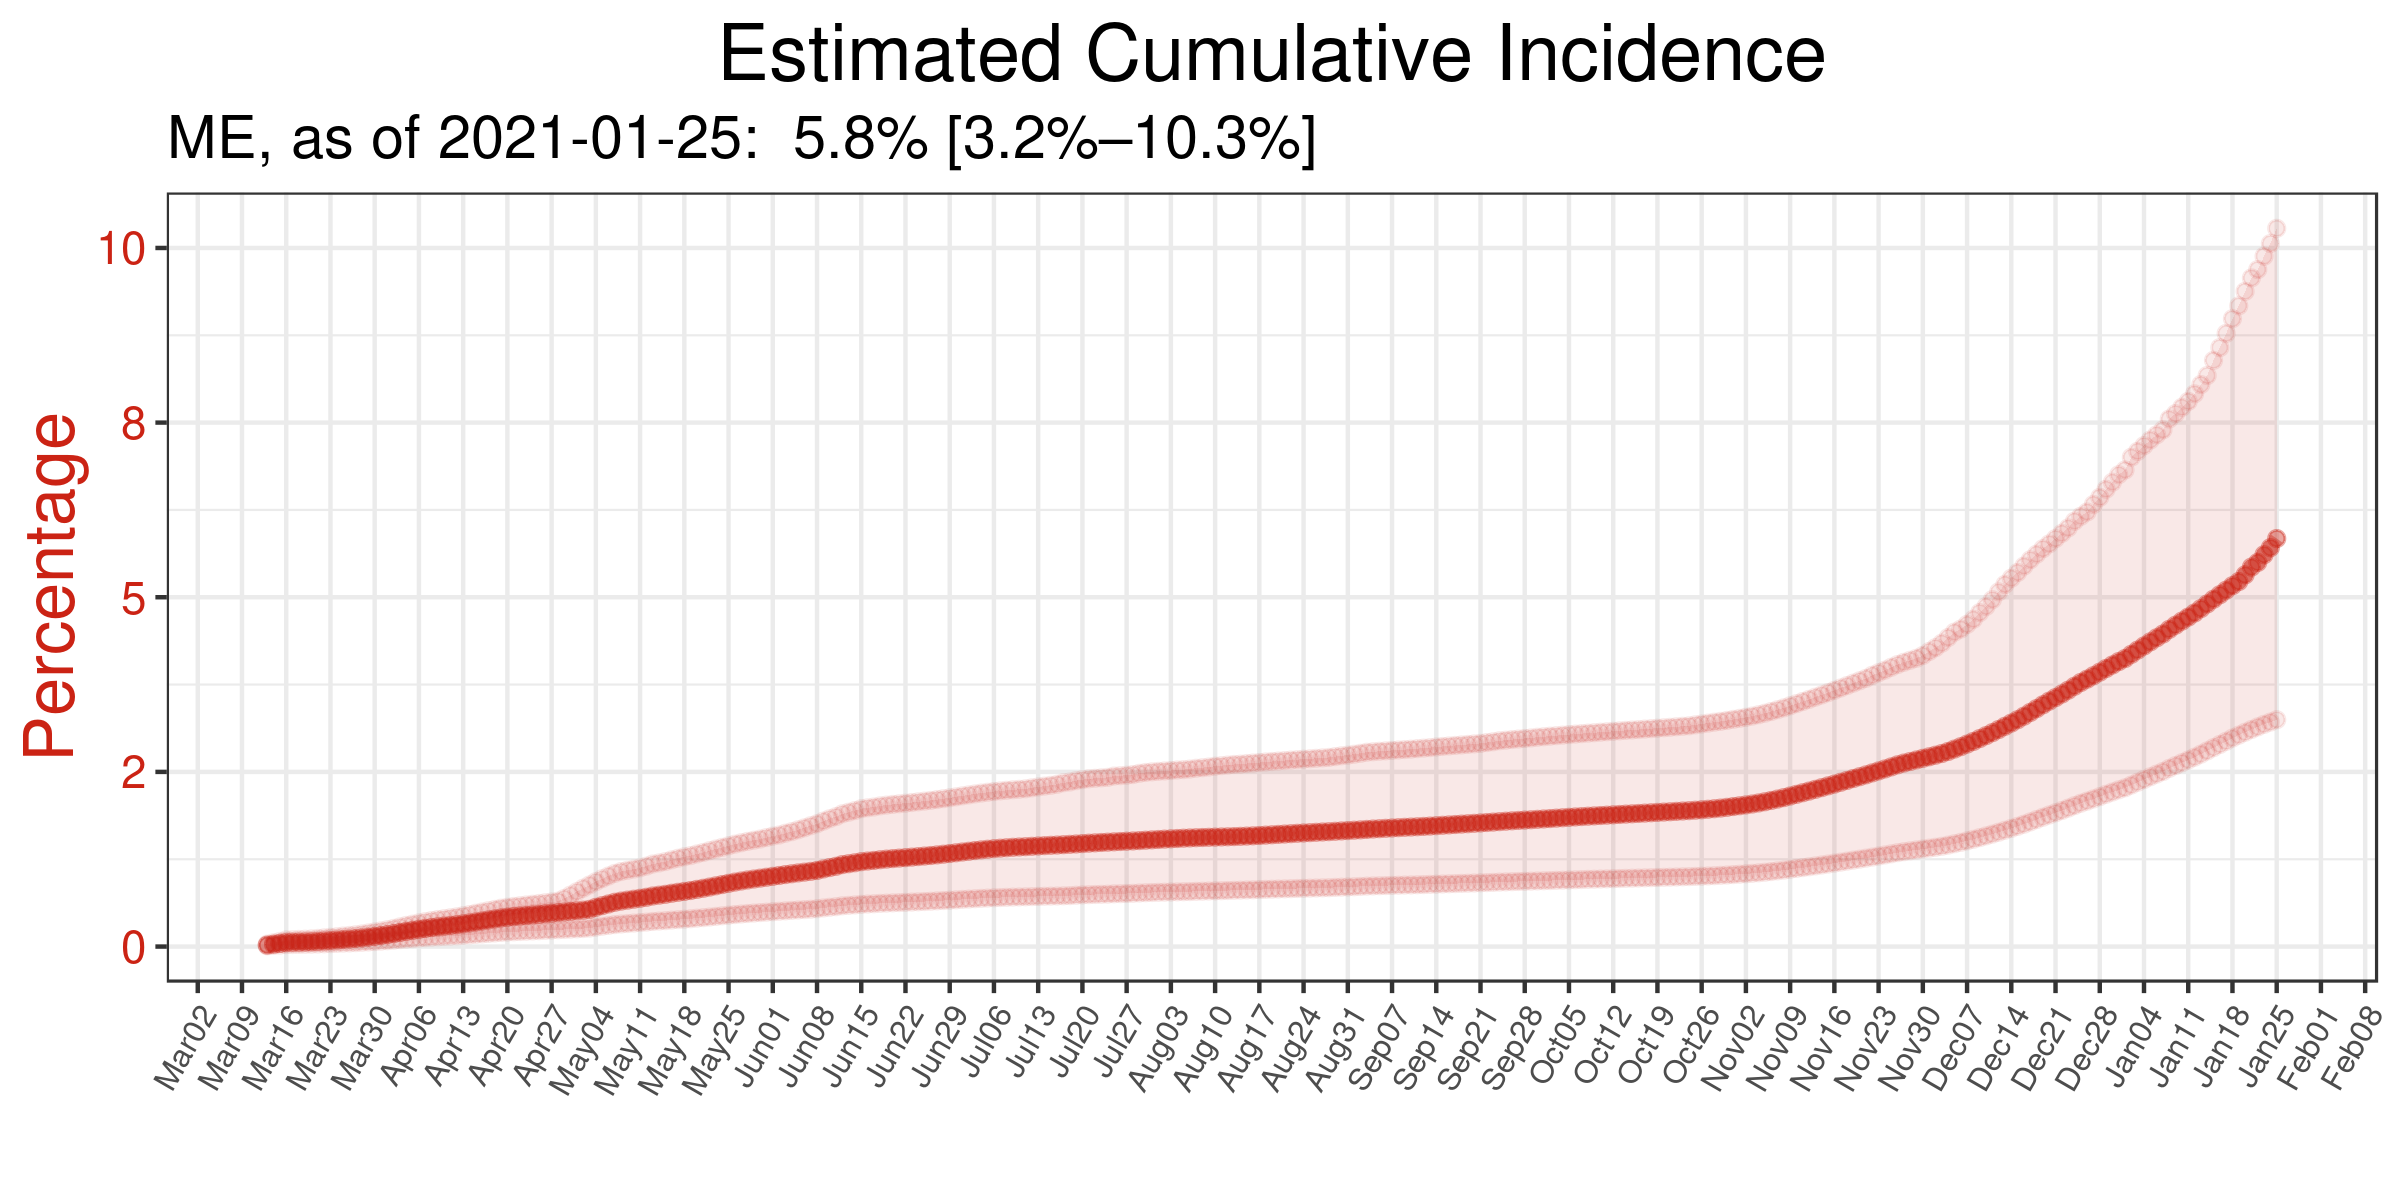 Estimated Cumulative Incidence
ME, as of 2021-01-25:  5.8% [3.2%–10.3%]
Percentage
10
8
5
2
0
Mar02
Mar09
Mar16
Mar23
Mar30
Apr06
Apr13
Apr20
Apr27
May04
May11
May18
May25
Jun01
Jun08
Jun15
Jun22
Jun29
Jul06
Jul13
Jul20
Jul27
Aug03
Aug10
Aug17
Aug24
Aug31
Sep07
Sep14
Sep21
Sep28
Oct05
Oct12
Oct19
Oct26
Nov02
Nov09
Nov16
Nov23
Nov30
Dec07
Dec14
Dec21
Dec28
Jan04
Jan11
Jan18
Jan25
Feb01
Feb08